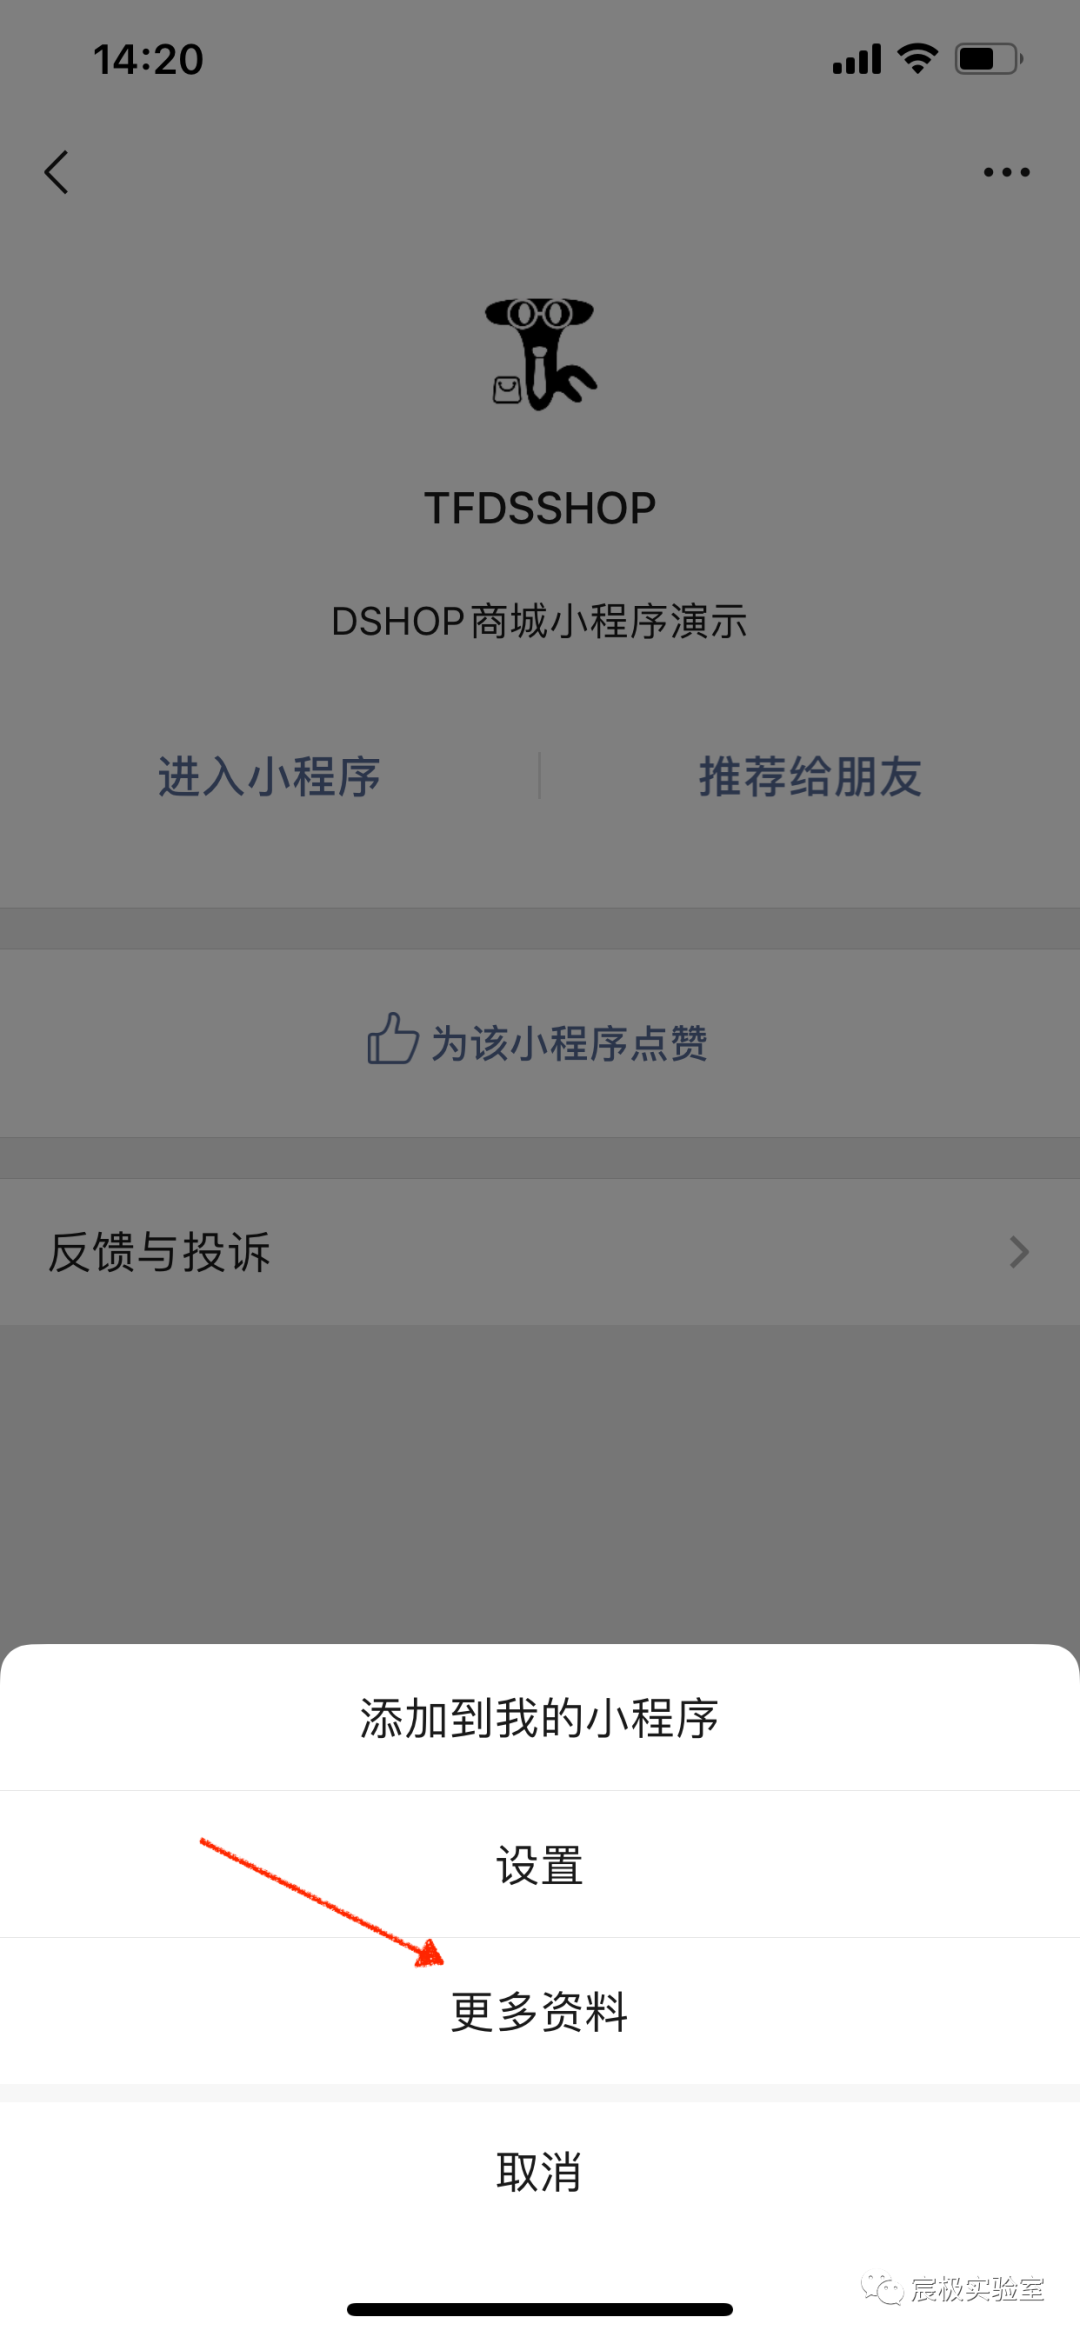 14:20
TFDSSHOP
DSHOP商城小程序演示
进入小程序
推荐给朋友
为该小程序点赞
反馈与投诉
添加到我的小程序
设置
更多资料
取消
宸极实验室